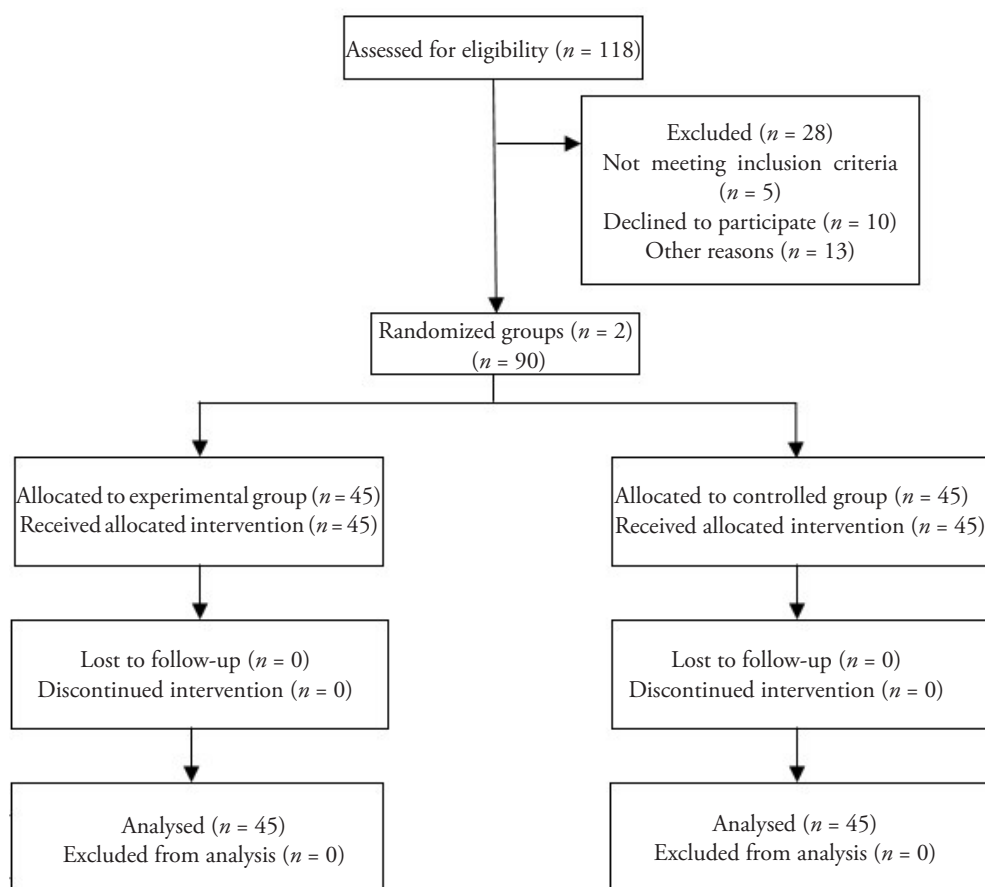 Assessed for eligibility (n = 118)
Excluded (n = 28)
Not meeting inclusion criteria
(n = 5)
Declined to participate (n = 10)
Other reasons (n = 13)
Randomized groups (n = 2)
(n = 90)
Allocated to experimental group (n = 45)
Received allocated intervention (n = 45)
Allocated to controlled group (n = 45)
Received allocated intervention (n = 45)
Lost to follow-up (n = 0)
Discontinued intervention (n = 0)
Lost to follow-up (n = 0)
Discontinued intervention (n = 0)
Analysed (n = 45)
Excluded from analysis (n = 0)
Analysed (n = 45)
Excluded from analysis (n = 0)